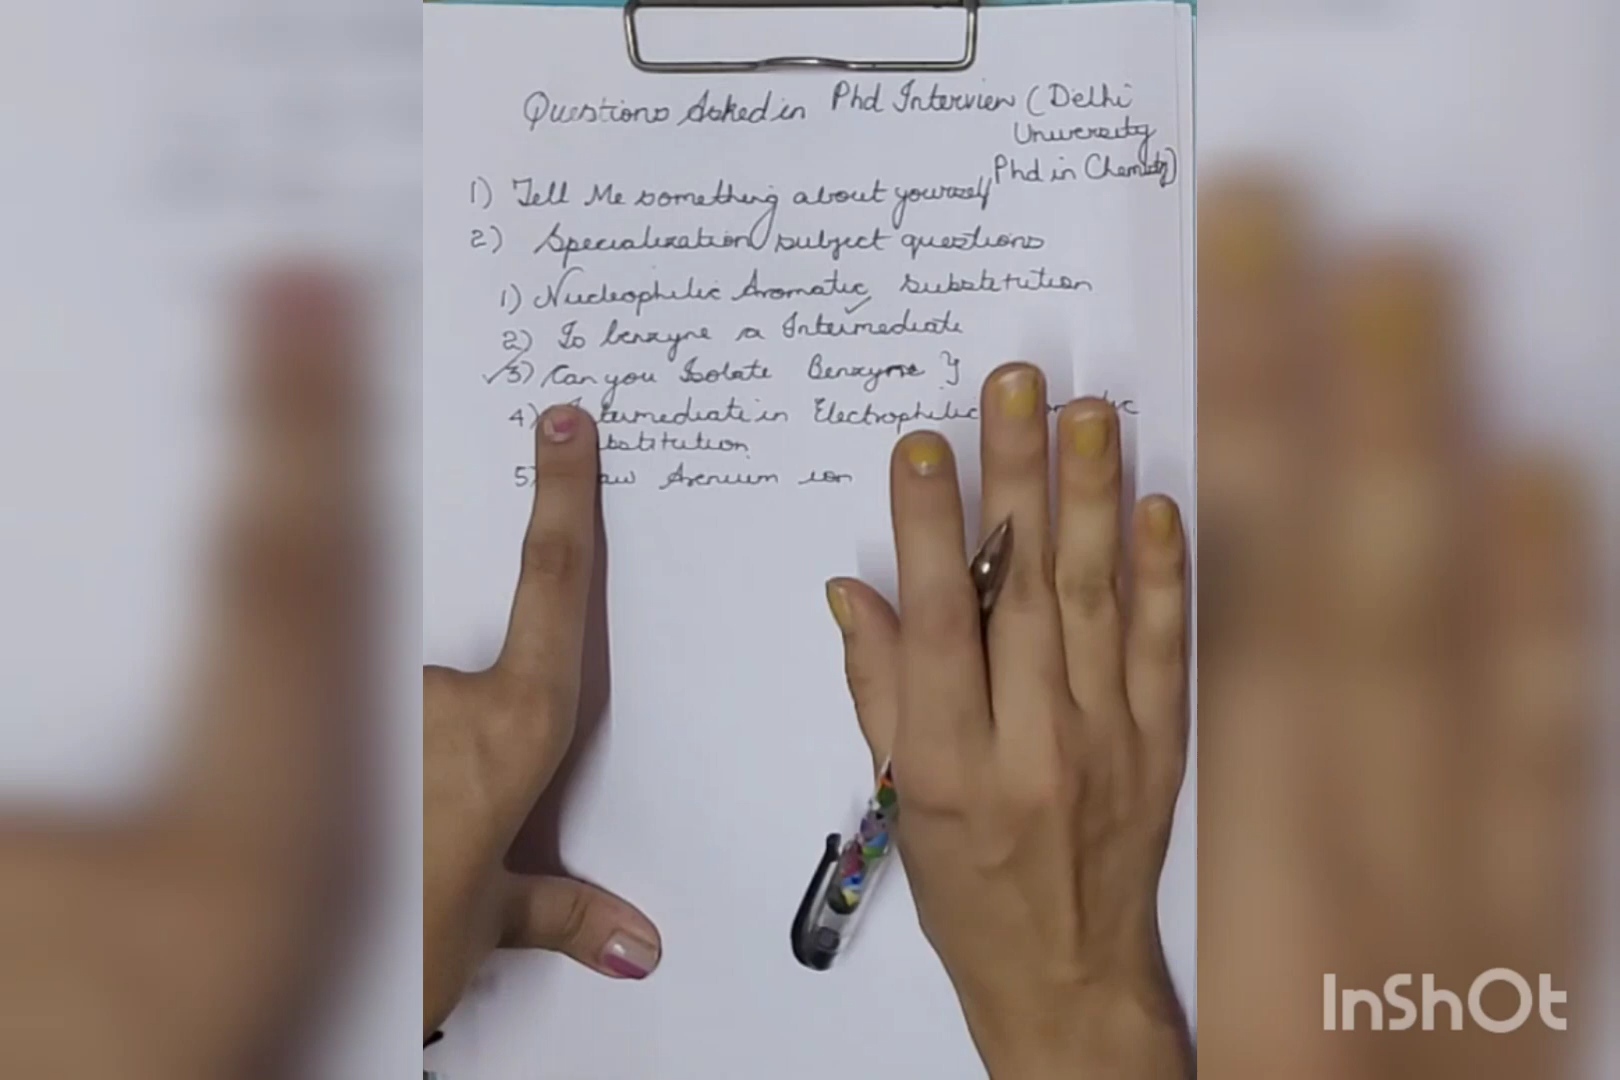 Questions Asked in Phd Interview (Delhi
University
Phd in Chemistry)
1) Tell Me something about yourself
2) Specialization subject questions
1) Nucleophilic Aromatic Substitution
2) Is benzyne a Intermediate
3) Can you Isolate Benzyne ?
4) Intermediate in Electrophilic
bstitution
5) aw Arenium ion
InShOt